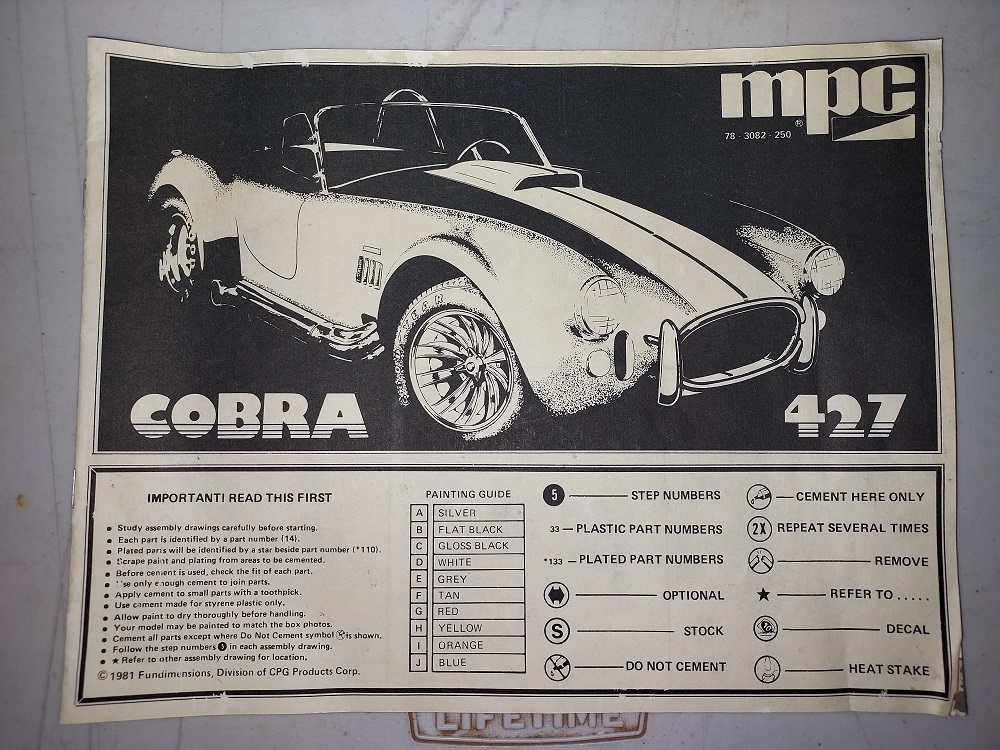 mpc
®
78 - 3082 - 250
EAR
COBRA
427
IMPORTANT! READ THIS FIRST
• Study assembly drawings carefully before starting.
• Each part is identified by a part number (14).
• Plated parts will be identified by a star beside part number (*110).
• Scrape paint and plating from areas to be cemented.
• Before cement is used, check the fit of each part.
• Use only enough cement to join parts.
• Apply cement to small parts with a toothpick.
• Use cement made for styrene plastic only.
• Allow paint to dry thoroughly before handling.
• Your model may be painted to match the box photos.
• Cement all parts except where Do Not Cement symbol is shown.
• Follow the step numbers 5 in each assembly drawing.
• ★ Refer to other assembly drawing for location.
© 1981 Fundimensions, Division of CPG Products Corp.
PAINTING GUIDE
A SILVER
B FLAT BLACK
C GLOSS BLACK
D WHITE
E GREY
F TAN
G RED
H YELLOW
I ORANGE
J BLUE
5 — STEP NUMBERS
33 — PLASTIC PART NUMBERS
*133 — PLATED PART NUMBERS
OPTIONAL
S STOCK
DO NOT CEMENT
CEMENT HERE ONLY
2X REPEAT SEVERAL TIMES
REMOVE
★ REFER TO . . . . .
DECAL
HEAT STAKE
LIFETIME